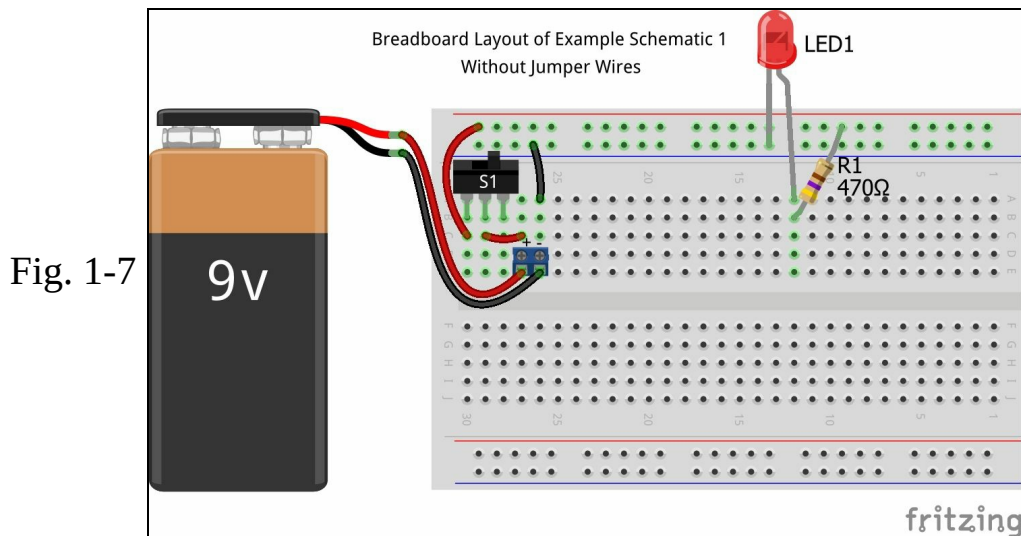 Fig. 1-7
Breadboard Layout of Example Schematic 1
Without Jumper Wires
LED1
9v
S1
+ -
R1
470Ω
25
20
15
10
5
1
A
B
C
D
E
F
G
H
I
J
30
25
20
15
10
5
1
A
C
D
E
F
G
H
I
J
fritzing